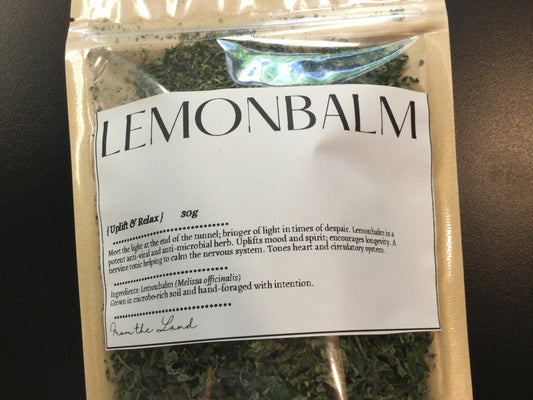 LEMONBALM
{ Uplift & Relax } 30g
Meet the light at the end of the tunnel; bringer of light in times of despair. Lemonbalm is a
potent anti-viral and anti-microbial herb. Uplifts mood and spirit; encourages longevity. A
nervine tonic helping to calm the nervous system. Tones heart and circulatory system.
Ingredients: Lemonbalm (Melissa officinalis)
Grown in microbe-rich soil and hand-foraged with intention.
From the Land